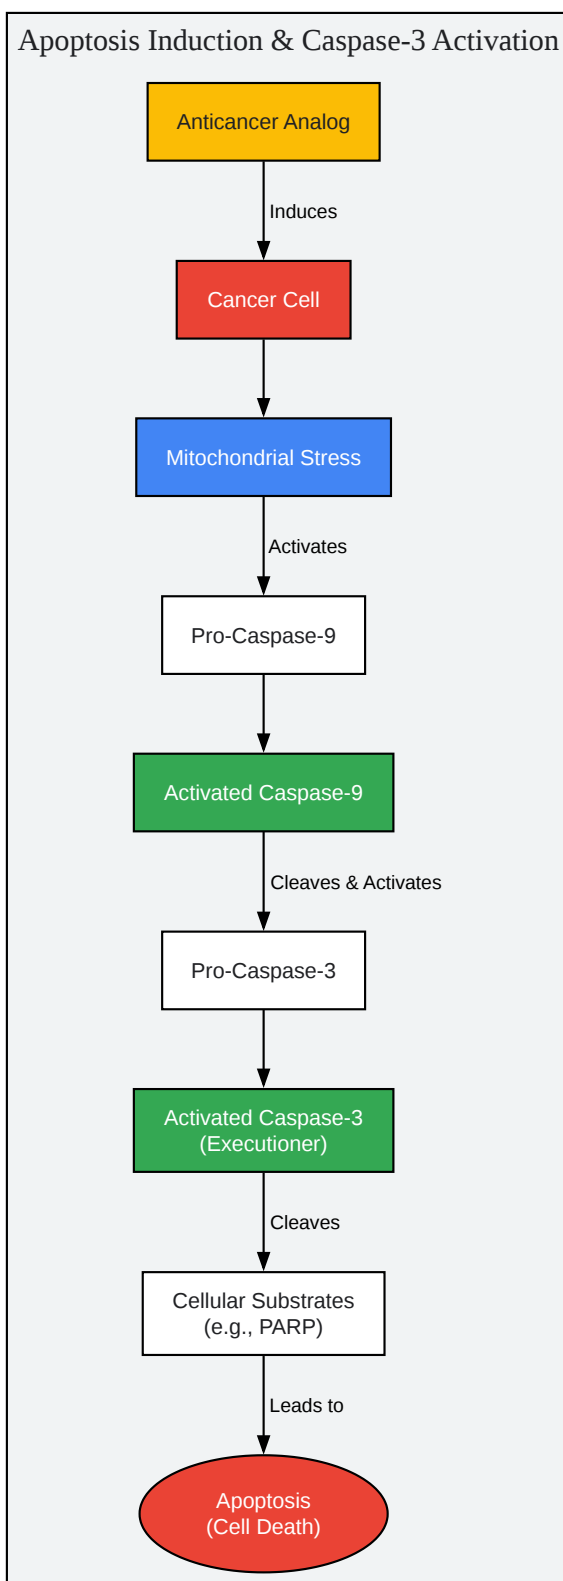 Apoptosis Induction & Caspase-3 Activation
Anticancer Analog
Induces
Cancer Cell
Mitochondrial Stress
Activates
Pro-Caspase-9
Activated Caspase-9
Cleaves & Activates
Pro-Caspase-3
Activated Caspase-3
(Executioner)
Cleaves
Cellular Substrates
(e.g., PARP)
Leads to
Apoptosis
(Cell Death)